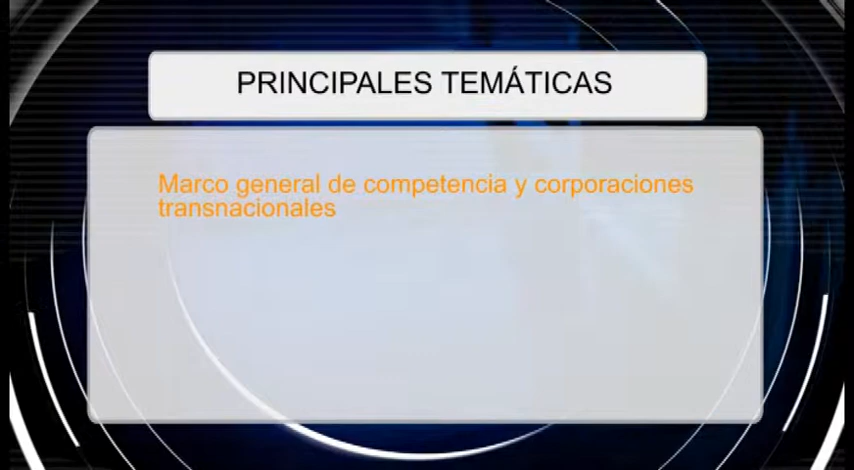 PRINCIPALES TEMÁTICAS
Marco general de competencia y corporaciones
transnacionales